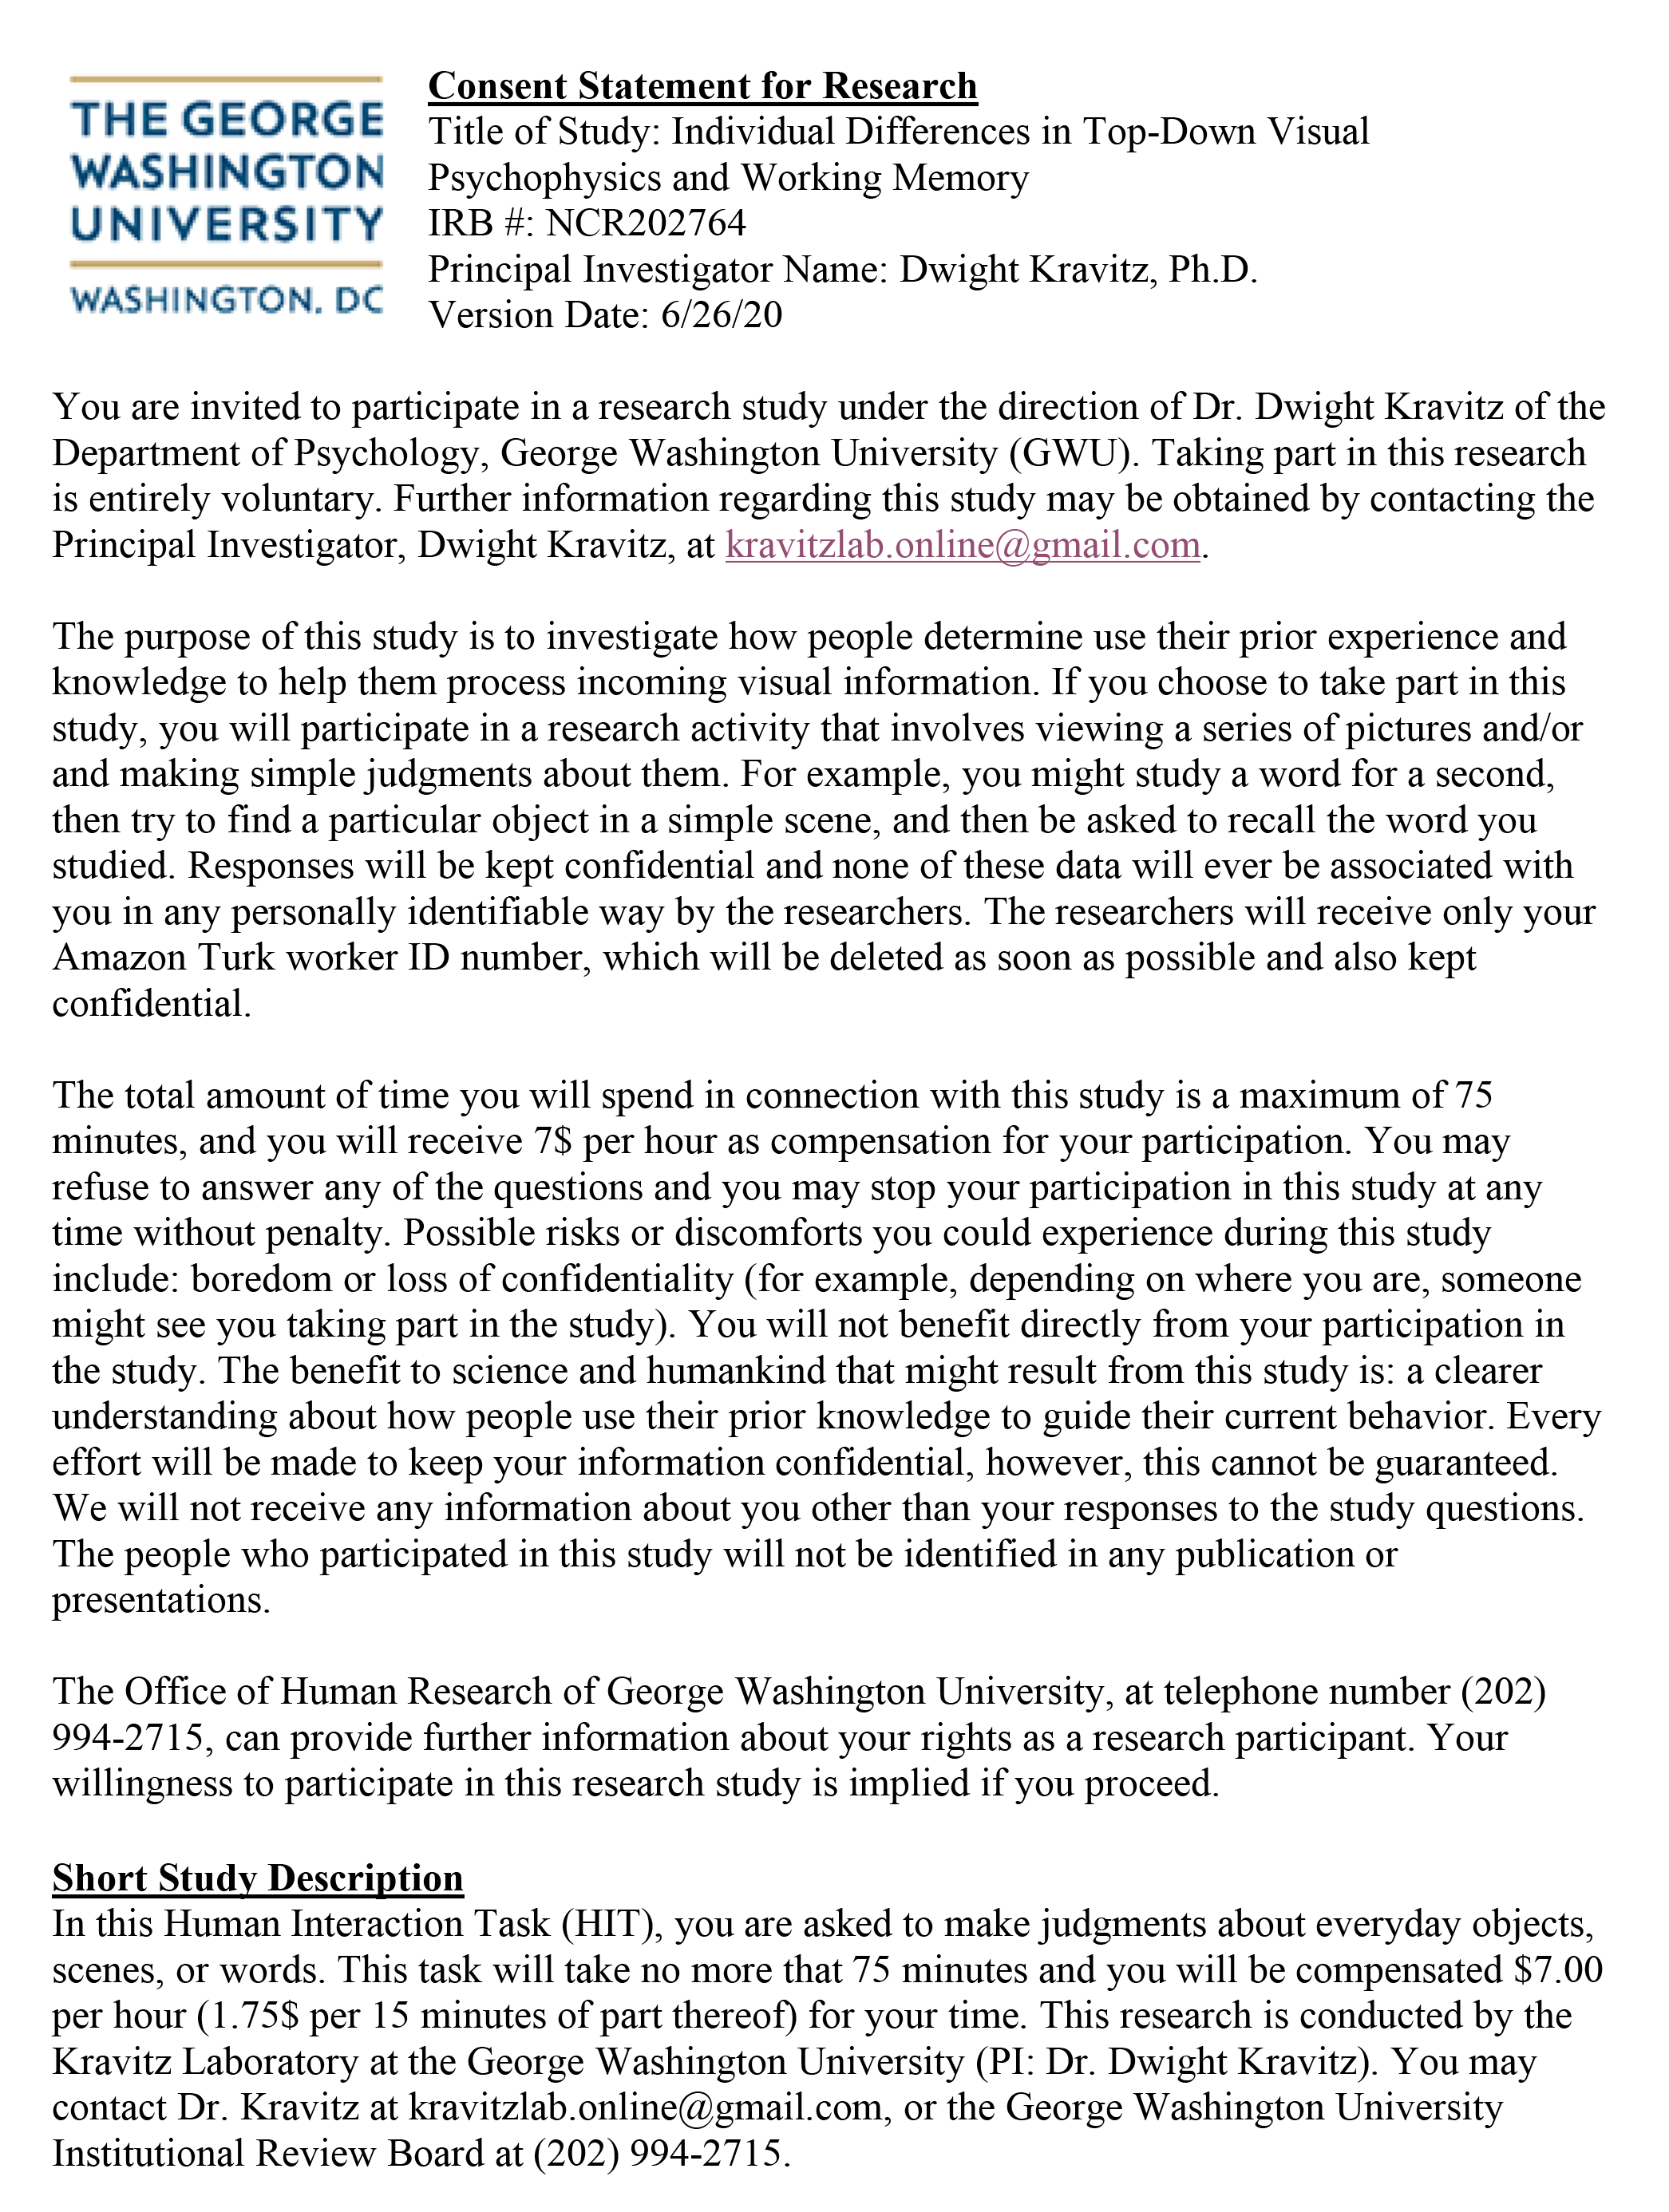 THE GEORGE
WASHINGTON
UNIVERSITY
WASHINGTON, DC
Consent Statement for Research
Title of Study: Individual Differences in Top-Down Visual
Psychophysics and Working Memory
IRB #: NCR202764
Principal Investigator Name: Dwight Kravitz, Ph.D.
Version Date: 6/26/20
You are invited to participate in a research study under the direction of Dr. Dwight Kravitz of the
Department of Psychology, George Washington University (GWU). Taking part in this research
is entirely voluntary. Further information regarding this study may be obtained by contacting the
Principal Investigator, Dwight Kravitz, at kravitzlab.online@gmail.com.
The purpose of this study is to investigate how people determine use their prior experience and
knowledge to help them process incoming visual information. If you choose to take part in this
study, you will participate in a research activity that involves viewing a series of pictures and/or
and making simple judgments about them. For example, you might study a word for a second,
then try to find a particular object in a simple scene, and then be asked to recall the word you
studied. Responses will be kept confidential and none of these data will ever be associated with
you in any personally identifiable way by the researchers. The researchers will receive only your
Amazon Turk worker ID number, which will be deleted as soon as possible and also kept
confidential.
The total amount of time you will spend in connection with this study is a maximum of 75
minutes, and you will receive 7$ per hour as compensation for your participation. You may
refuse to answer any of the questions and you may stop your participation in this study at any
time without penalty. Possible risks or discomforts you could experience during this study
include: boredom or loss of confidentiality (for example, depending on where you are, someone
might see you taking part in the study). You will not benefit directly from your participation in
the study. The benefit to science and humankind that might result from this study is: a clearer
understanding about how people use their prior knowledge to guide their current behavior. Every
effort will be made to keep your information confidential, however, this cannot be guaranteed.
We will not receive any information about you other than your responses to the study questions.
The people who participated in this study will not be identified in any publication or
presentations.
The Office of Human Research of George Washington University, at telephone number (202)
994-2715, can provide further information about your rights as a research participant. Your
willingness to participate in this research study is implied if you proceed.
Short Study Description
In this Human Interaction Task (HIT), you are asked to make judgments about everyday objects,
scenes, or words. This task will take no more that 75 minutes and you will be compensated $7.00
per hour (1.75$ per 15 minutes of part thereof) for your time. This research is conducted by the
Kravitz Laboratory at the George Washington University (PI: Dr. Dwight Kravitz). You may
contact Dr. Kravitz at kravitzlab.online@gmail.com, or the George Washington University
Institutional Review Board at (202) 994-2715.